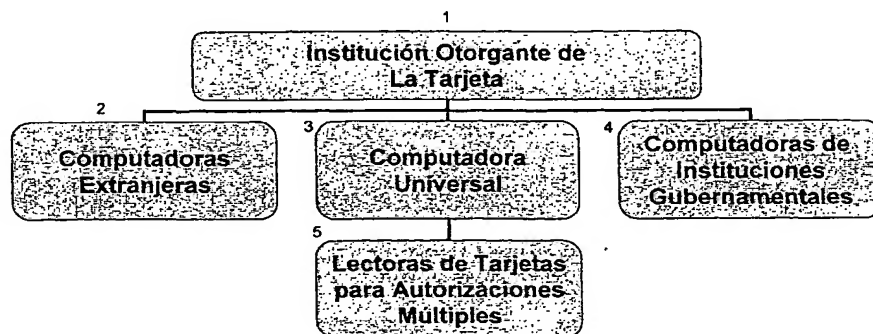 1
Institución Otorgante de
La Tarjeta
2
Computadoras
Extranjeras
3
Computadora
Universal
4
Computadoras de
Instituciones
Gubernamentales
5
Lectoras de Tarjetas
para Autorizaciones
Múltiples